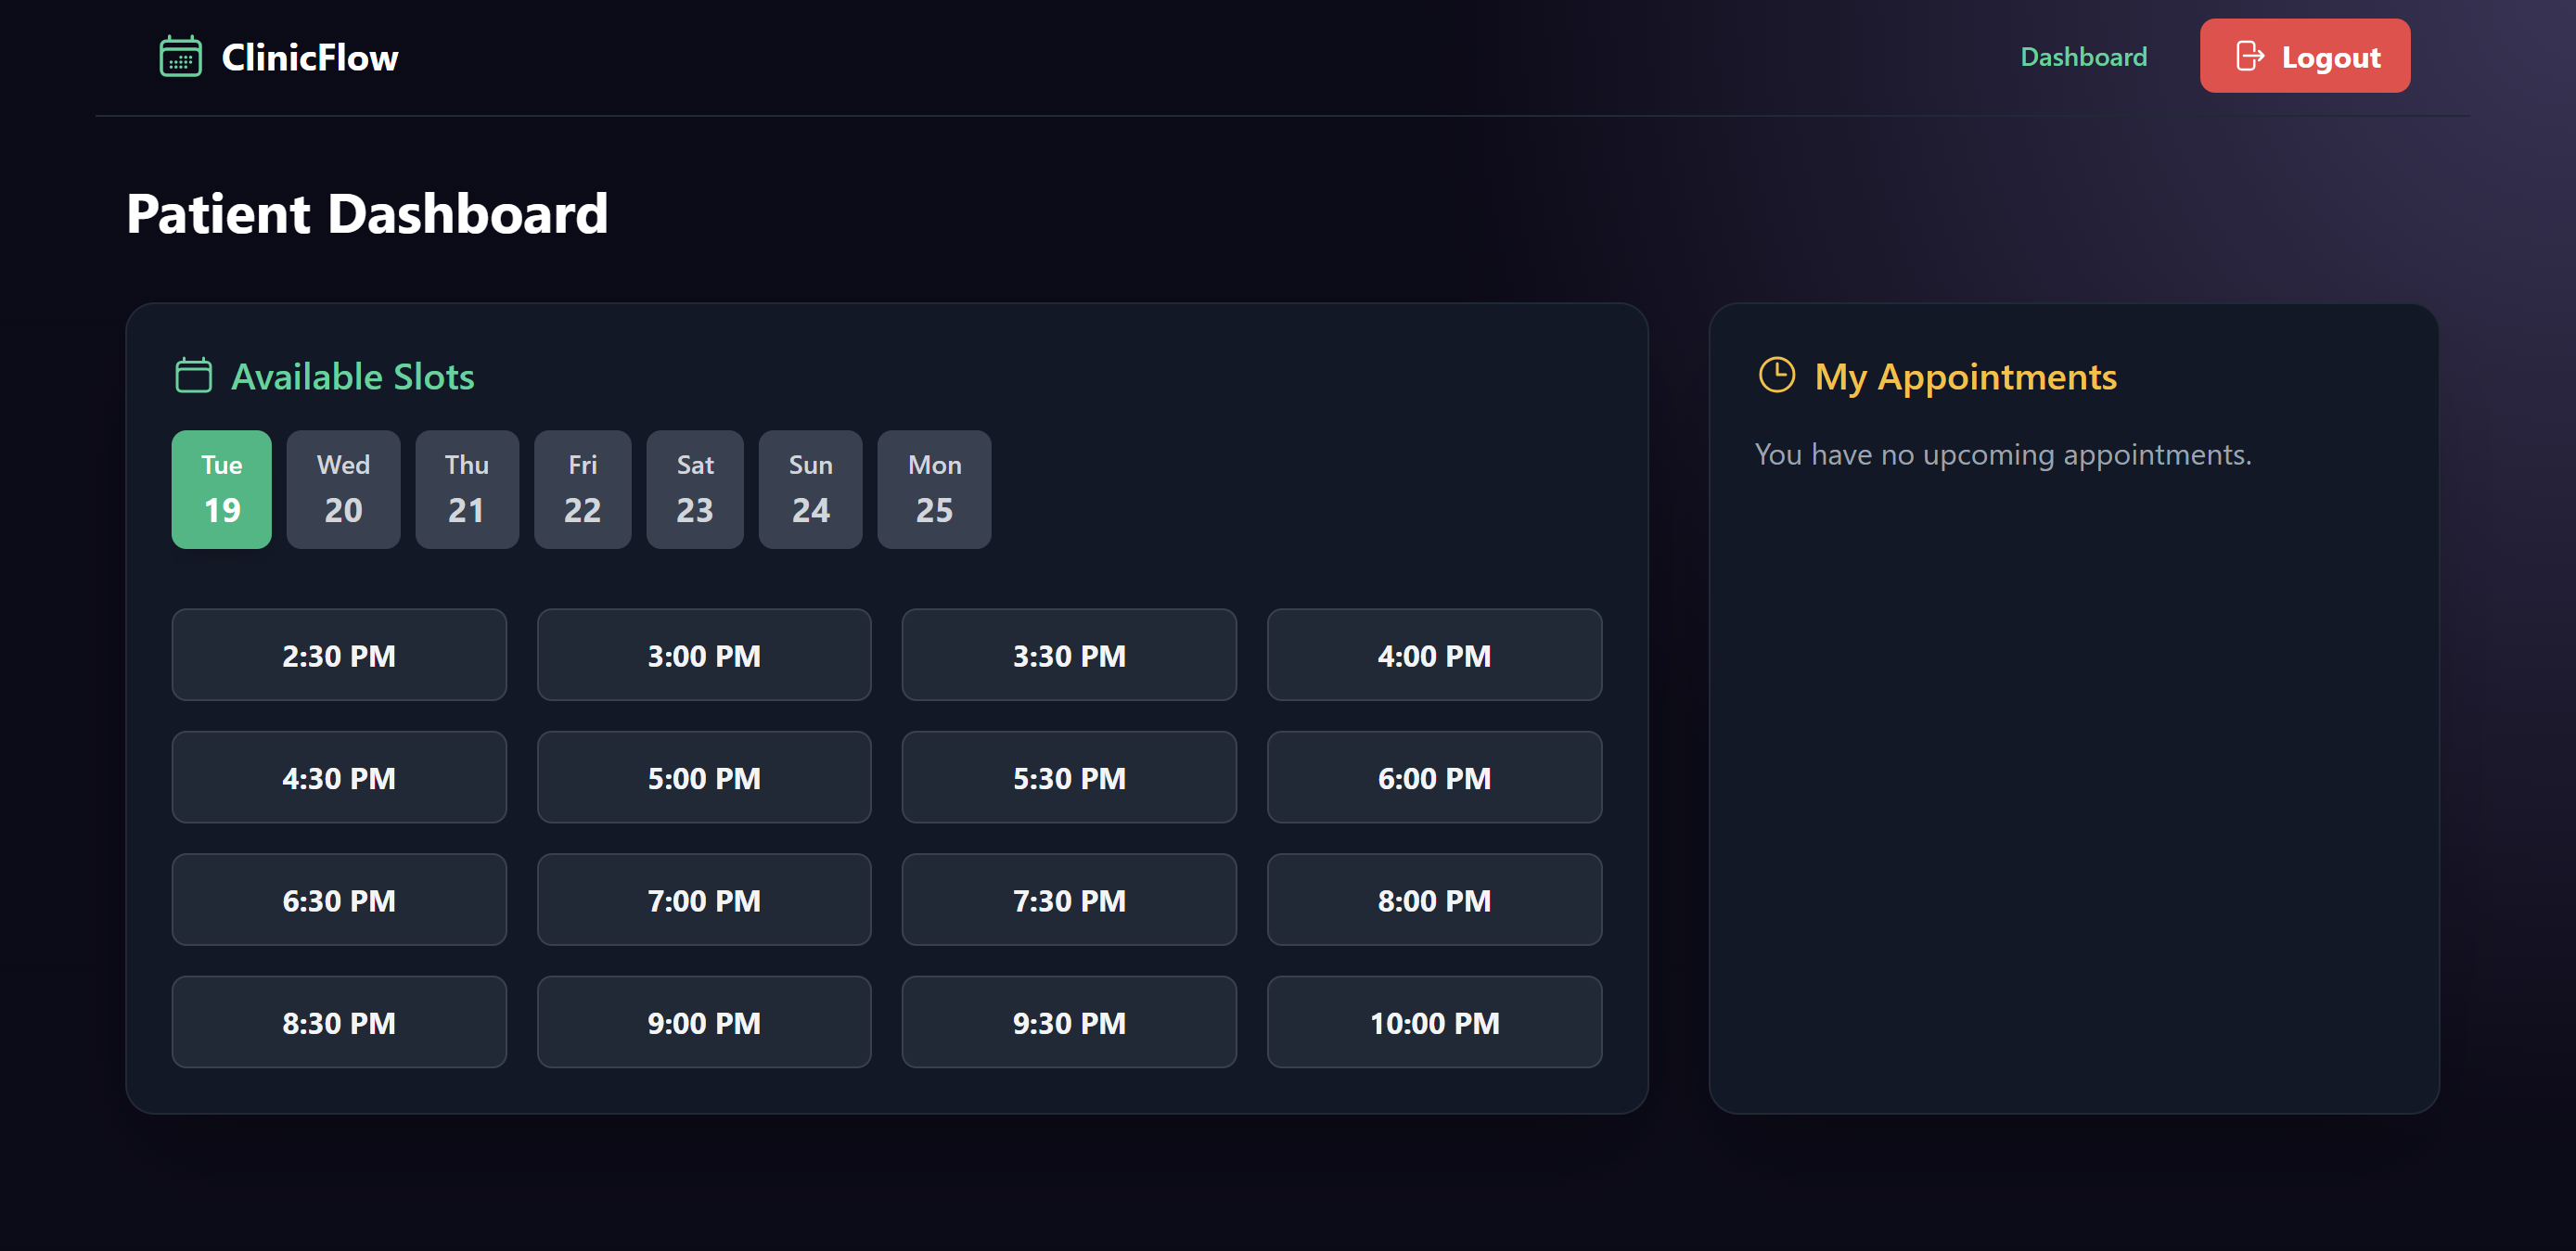 ClinicFlow
Dashboard
Logout
Patient Dashboard
Available Slots
Tue Wed Thu Fri Sat Sun Mon
19 20 21 22 23 24 25
2:30 PM 3:00 PM 3:30 PM 4:00 PM
4:30 PM 5:00 PM 5:30 PM 6:00 PM
6:30 PM 7:00 PM 7:30 PM 8:00 PM
8:30 PM 9:00 PM 9:30 PM 10:00 PM
My Appointments
You have no upcoming appointments.